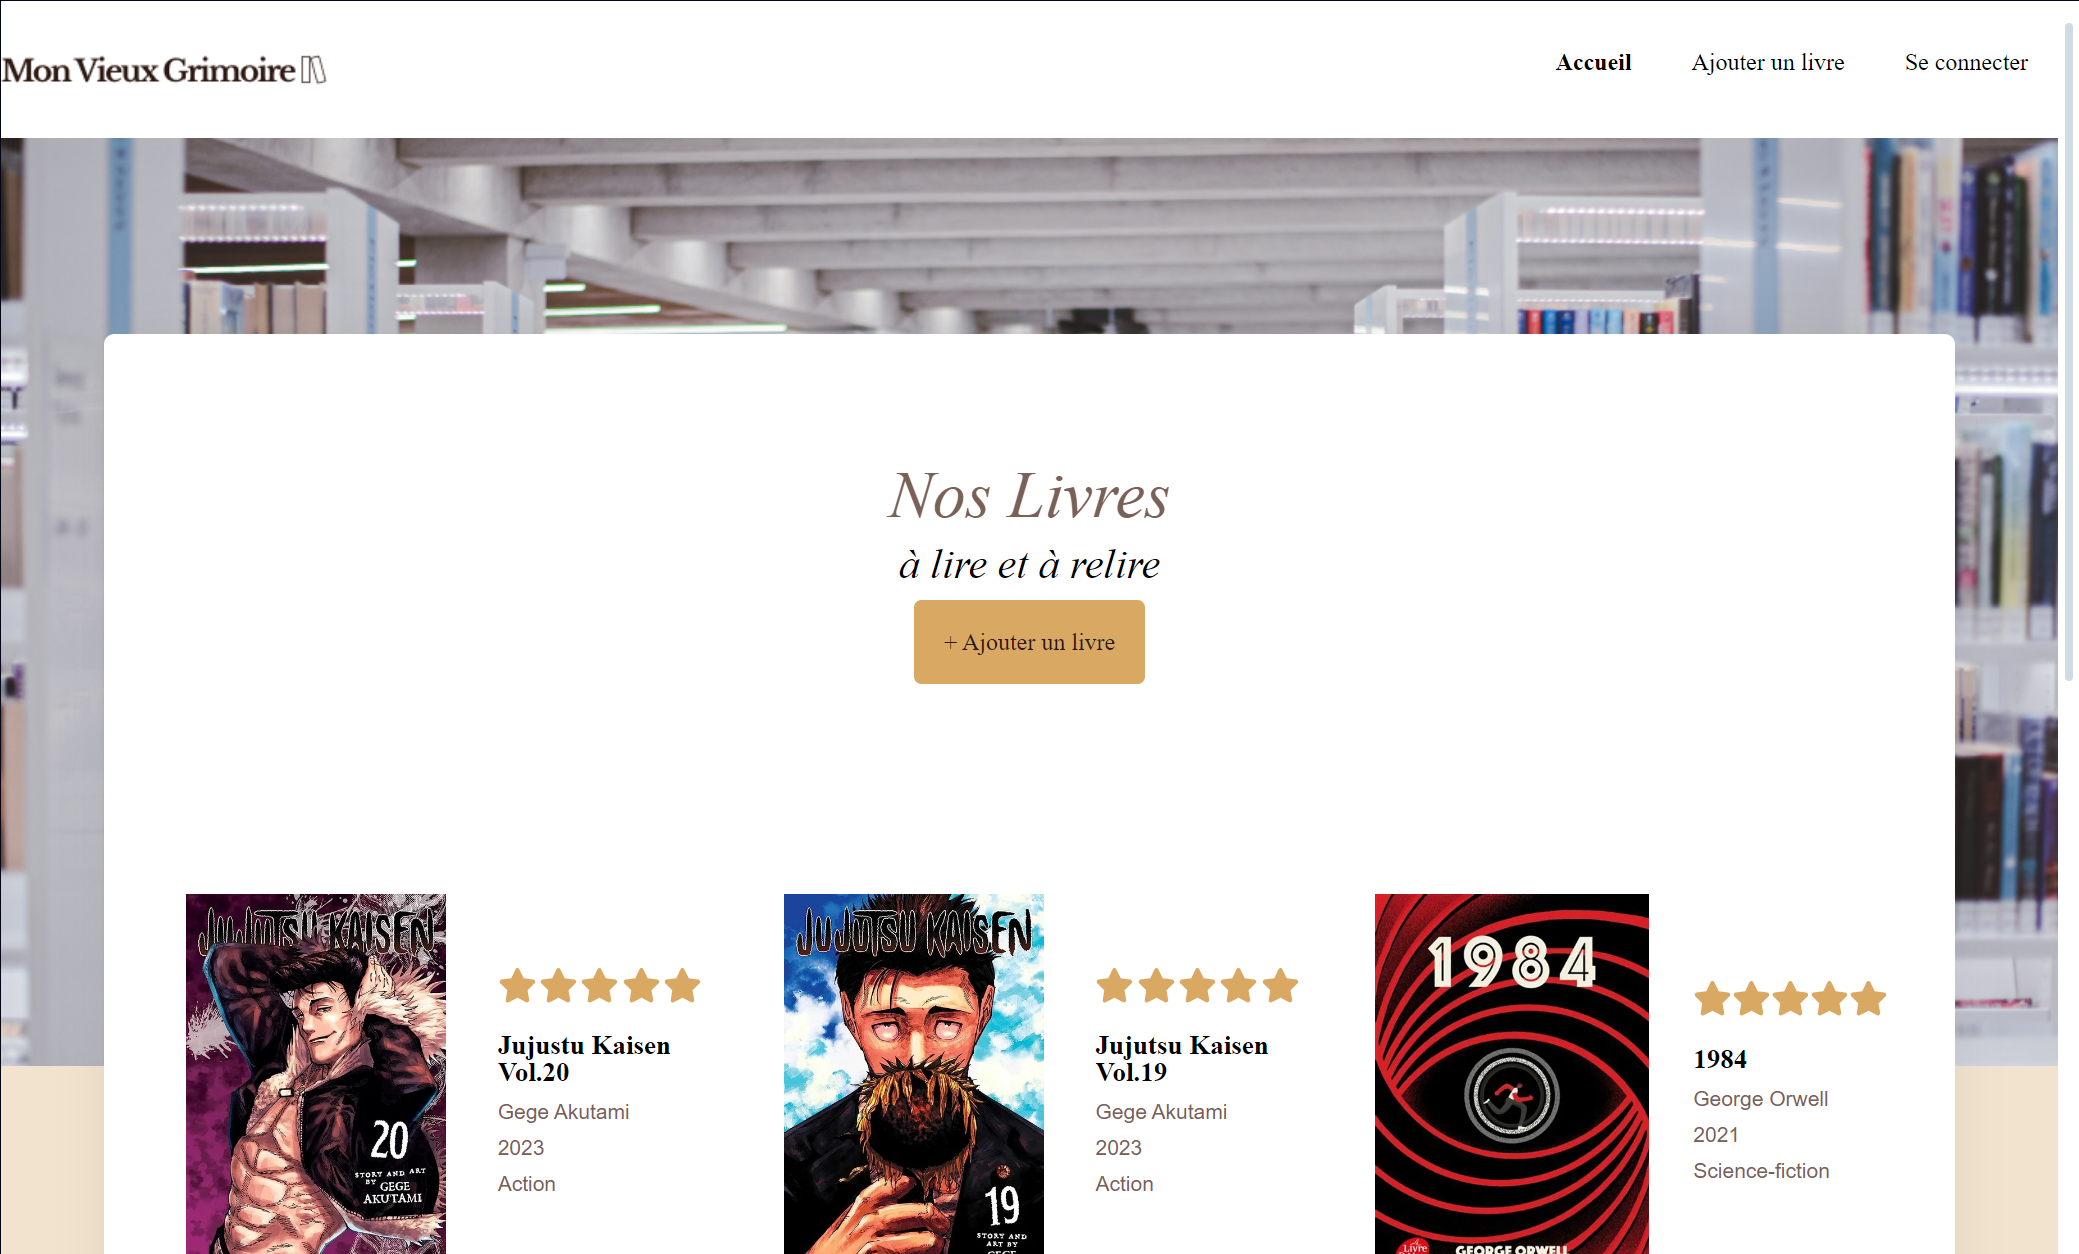 Mon Vieux Grimoire
Accueil
Ajouter un livre
Se connecter
Nos Livres
à lire et à relire
+ Ajouter un livre
JUJUTSU KAISEN
20
STORY AND ART
BY GEGE
AKUTAMI
Jujustu Kaisen
Vol.20
Gege Akutami
2023
Action
JUJUTSU KAISEN
19
STORY AND
ART BY
GEGE
Jujutsu Kaisen
Vol.19
Gege Akutami
2023
Action
1984
Livre
GEORGE ORWELL
1984
George Orwell
2021
Science-fiction